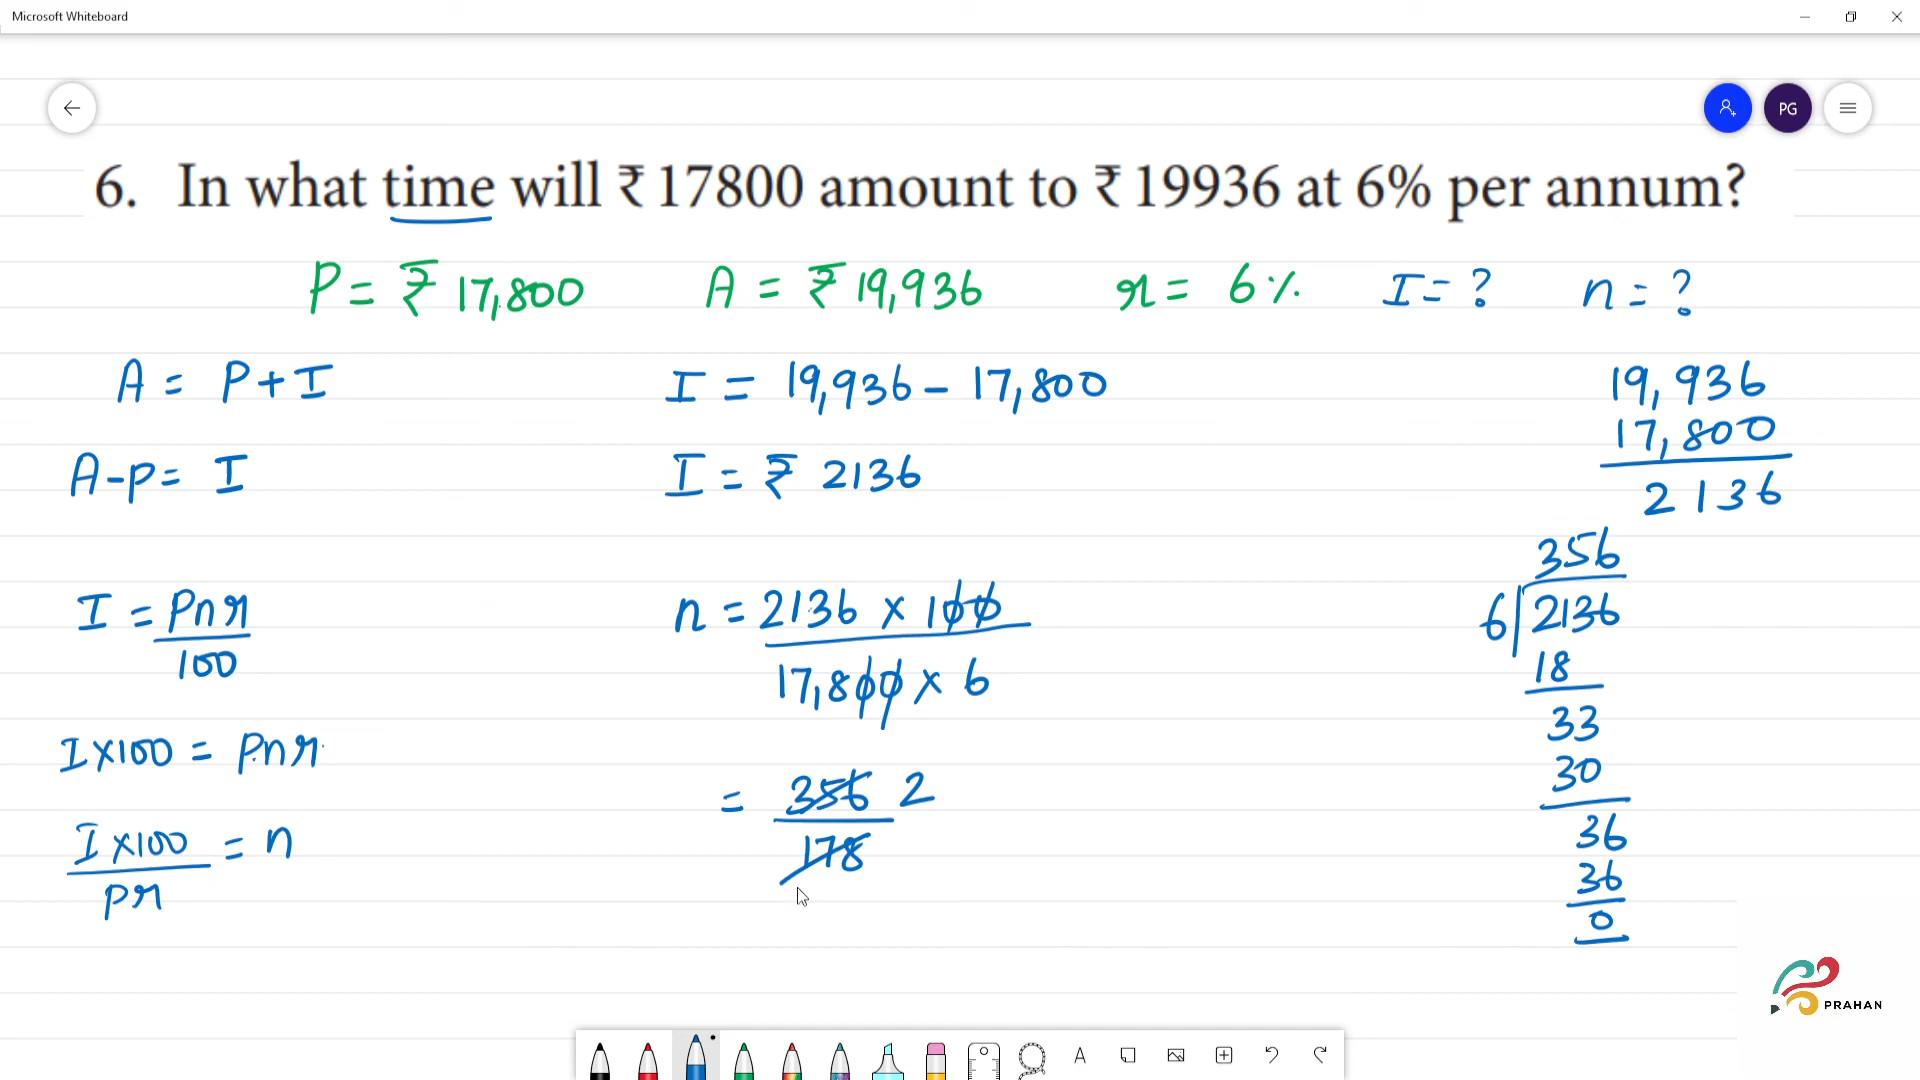 Microsoft Whiteboard
PG
6. In what time will ₹ 17800 amount to ₹ 19936 at 6% per annum?
P = ₹ 17,800 A = ₹ 19,936 r = 6% I = ? n = ?
A = P + I I = 19,936 - 17,800
A - P = I I = ₹ 2136
19,936
17,800
2136
I = Pnr
100
n = 2136 × 100
17,800 × 6
I × 100 = Pnr
= 356 2
178
I × 100 = n
Pr
356
6 2136
18
33
30
36
36
0
PRAHAN
A